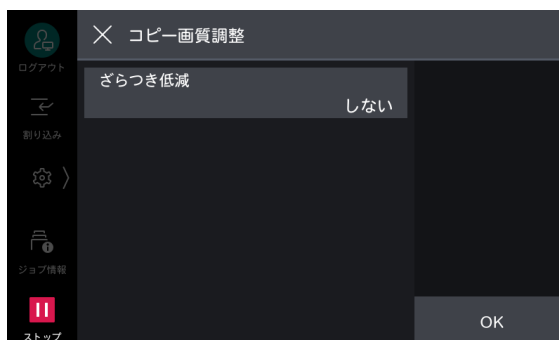 コピー画質調整
ログアウト
ざらつき低減
しない
割り込み
ジョブ情報
OK
ストップ